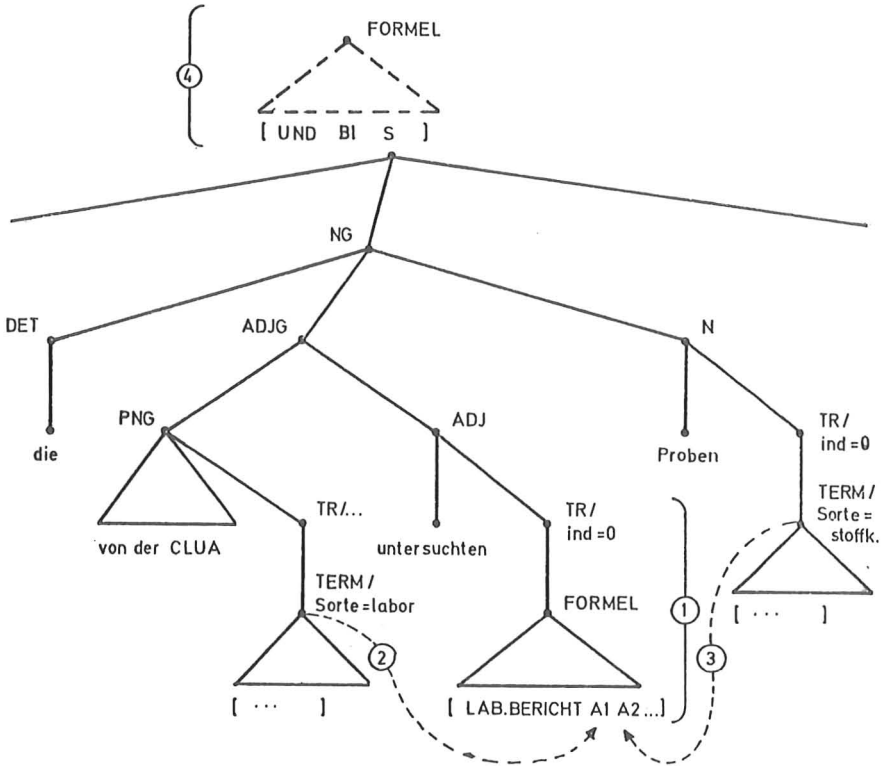 FORMEL
4
[ UND BI S ]
NG
DET
ADJG
N
PNG
ADJ
TR/
ind=0
die
Proben
TERM/
Sorte=
stoffk.
TR/...
TR/
ind=0
von der CLUA
untersuchten
TERM/
Sorte=labor
FORMEL
1
[ ... ]
2
3
[ ... ]
[ LAB.BERICHT A1 A2 ...]